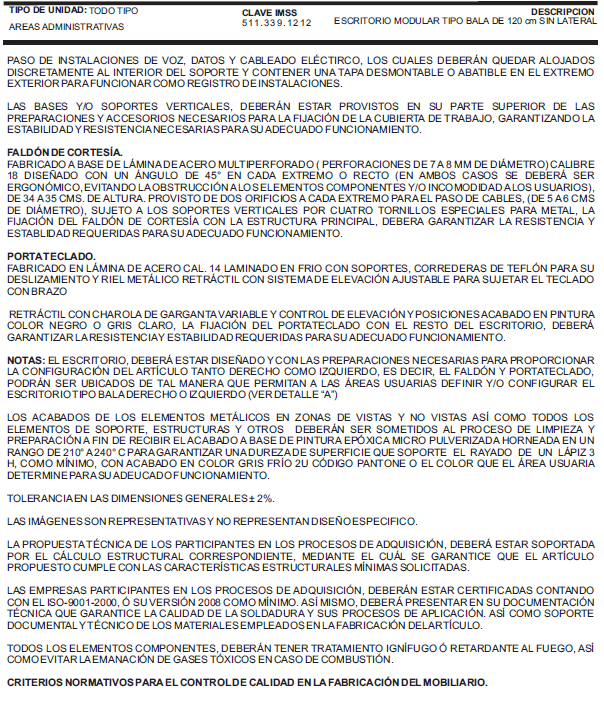 TIPO DE UNIDAD: TODO TIPO
AREAS ADMINISTRATIVAS
CLAVE IMSS
511.339.1212
DESCRIPCION
ESCRITORIO MODULAR TIPO BALA DE 120 cm SIN LATERAL
PASO DE INSTALACIONES DE VOZ, DATOS Y CABLEADO ELÉCTIRCO, LOS CUALES DEBERÁN QUEDAR ALOJADOS
DISCRETAMENTE AL INTERIOR DEL SOPORTE Y CONTENER UNA TAPA DESMONTABLE O ABATIBLE EN EL EXTREMO
EXTERIOR PARA FUNCIONAR COMO REGISTRO DE INSTALACIONES.
LAS BASES Y/O SOPORTES VERTICALES, DEBERÁN ESTAR PROVISTOS EN SU PARTE SUPERIOR DE LAS
PREPARACIONES Y ACCESORIOS NECESARIOS PARA LA FIJACIÓN DE LA CUBIERTA DE TRABAJO, GARANTIZANDO LA
ESTABILIDAD Y RESISTENCIA NECESARIAS PARA SU ADECUADO FUNCIONAMIENTO.
FALDÓN DE CORTESÍA.
FABRICADO A BASE DE LÁMINA DE ACERO MULTIPERFORADO ( PERFORACIONES DE 7 A 8 MM DE DIÁMETRO) CALIBRE
18 DISEÑADO CON UN ÁNGULO DE 45° EN CADA EXTREMO O RECTO (EN AMBOS CASOS SE DEBERÁ SER
ERGONÓMICO, EVITANDO LA OBSTRUCCIÓN A LOS ELEMENTOS COMPONENTES Y/O INCOMODIDAD A LOS USUARIOS),
DE 34 A 35 CMS. DE ALTURA. PROVISTO DE DOS ORIFICIOS A CADA EXTREMO PARA EL PASO DE CABLES, (DE 5 A 6 CMS
DE DIÁMETRO), SUJETO A LOS SOPORTES VERTICALES POR CUATRO TORNILLOS ESPECIALES PARA METAL, LA
FIJACIÓN DEL FALDÓN DE CORTESÍA CON LA ESTRUCTURA PRINCIPAL, DEBERA GARANTIZAR LA RESISTENCIA Y
ESTABLIDAD REQUERIDAS PARA SU ADECUADO FUNCIONAMIENTO.
PORTATECLADO.
FABRICADO EN LÁMINA DE ACERO CAL. 14 LAMINADO EN FRIO CON SOPORTES, CORREDERAS DE TEFLÓN PARA SU
DESLIZAMIENTO Y RIEL METÁLICO RETRÁCTIL CON SISTEMA DE ELEVACIÓN AJUSTABLE PARA SUJETAR EL TECLADO
CON BRAZO
RETRÁCTIL CON CHAROLA DE GARGANTA VARIABLE Y CONTROL DE ELEVACIÓN Y POSICIONES ACABADO EN PINTURA
COLOR NEGRO O GRIS CLARO, LA FIJACIÓN DEL PORTATECLADO CON EL RESTO DEL ESCRITORIO, DEBERÁ
GARANTIZAR LA RESISTENCIA Y ESTABILIDAD REQUERIDAS PARA SU ADECUADO FUNCIONAMIENTO.
NOTAS: EL ESCRITORIO, DEBERÁ ESTAR DISEÑADO Y CON LAS PREPARACIONES NECESARIAS PARA PROPORCIONAR
LA CONFIGURACIÓN DEL ARTÍCULO TANTO DERECHO COMO IZQUIERDO, ES DECIR, EL FALDÓN Y PORTATECLADO,
PODRÁN SER UBICADOS DE TAL MANERA QUE PERMITAN A LAS ÁREAS USUARIAS DEFINIR Y/O CONFIGURAR EL
ESCRITORIO TIPO BALA DERECHO O IZQUIERDO (VER DETALLE “A”)
LOS ACABADOS DE LOS ELEMENTOS METÁLICOS EN ZONAS DE VISTAS Y NO VISTAS ASÍ COMO TODOS LOS
ELEMENTOS DE SOPORTE, ESTRUCTURAS Y OTROS DEBERÁN SER SOMETIDOS AL PROCESO DE LIMPIEZA Y
PREPARACIÓN A FIN DE RECIBIR EL ACABADO A BASE DE PINTURA EPÓXICA MICRO PULVERIZADA HORNEADA EN UN
RANGO DE 210° A 240° C PARA GARANTIZAR UNA DUREZA DE SUPERFICIE QUE SOPORTE EL RAYADO DE UN LÁPIZ 3
H, COMO MÍNIMO, CON ACABADO EN COLOR GRIS FRÍO 2U CÓDIGO PANTONE O EL COLOR QUE EL ÁREA USUARIA
DETERMINE PARA SU ADEUCADO FUNCIONAMIENTO.
TOLERANCIA EN LAS DIMENSIONES GENERALES ± 2%.
LAS IMÁGENES SON REPRESENTATIVAS Y NO REPRESENTAN DISEÑO ESPECIFICO.
LA PROPUESTA TÉCNICA DE LOS PARTICIPANTES EN LOS PROCESOS DE ADQUISICIÓN, DEBERÁ ESTAR SOPORTADA
POR EL CÁLCULO ESTRUCTURAL CORRESPONDIENTE, MEDIANTE EL CUÁL SE GARANTICE QUE EL ARTÍCULO
PROPUESTO CUMPLE CON LAS CARACTERÍSTICAS ESTRUCTURALES MÍNIMAS SOLICITADAS.
LAS EMPRESAS PARTICIPANTES EN LOS PROCESOS DE ADQUISICIÓN, DEBERÁN ESTAR CERTIFICADAS CONTANDO
CON EL ISO-9001-2000, Ó SU VERSIÓN 2008 COMO MÍNIMO. ASÍ MISMO, DEBERÁ PRESENTAR EN SU DOCUMENTACIÓN
TÉCNICA QUE GARANTICE LA CALIDAD DE LA SOLDADURA Y SUS PROCESOS DE APLICACIÓN. ASÍ COMO SOPORTE
DOCUMENTAL Y TÉCNICO DE LOS MATERIALES EMPLEADOS EN LA FABRICACIÓN DEL ARTÍCULO.
TODOS LOS ELEMENTOS COMPONENTES, DEBERÁN TENER TRATAMIENTO IGNÍFUGO Ó RETARDANTE AL FUEGO, ASÍ
COMO EVITAR LA EMANACIÓN DE GASES TÓXICOS EN CASO DE COMBUSTIÓN.
CRITERIOS NORMATIVOS PARA EL CONTROL DE CALIDAD EN LA FABRICACIÓN DEL MOBILIARIO.